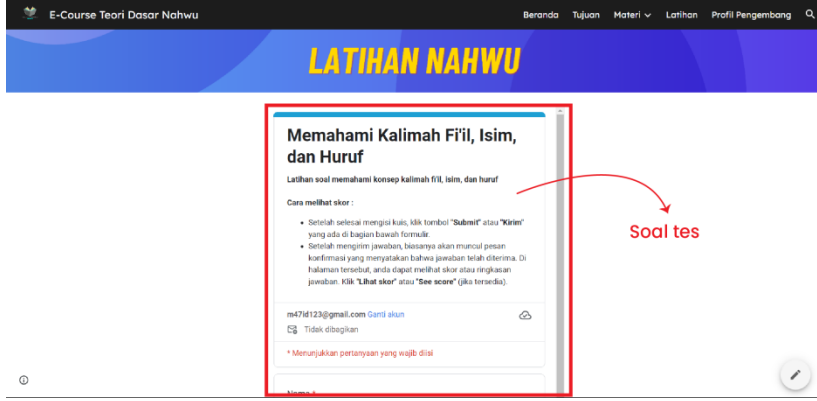 E-Course Teori Dasar Nahwu
Beranda Tujuan Materi Latihan Profil Pengembang
LATIHAN NAHWU
Memahami Kalimah Fi'il, Isim,
dan Huruf
Latihan soal memahami konsep kalimah fi'il, isim, dan huruf
Cara melihat skor :
Setelah selesai mengisi kuis, klik tombol "Submit" atau "Kirim"
yang ada di bagian bawah formulir.
Setelah mengirim jawaban, biasanya akan muncul pesan
konfirmasi yang menyatakan bahwa jawaban telah diterima. Di
halaman tersebut, anda dapat melihat skor atau ringkasan
jawaban. Klik "Lihat skor" atau "See score" (jika tersedia).
m47id123@gmail.com Ganti akun
Tidak dibagikan
* Menunjukkan pertanyaan yang wajib diisi
Nama *
Soal tes